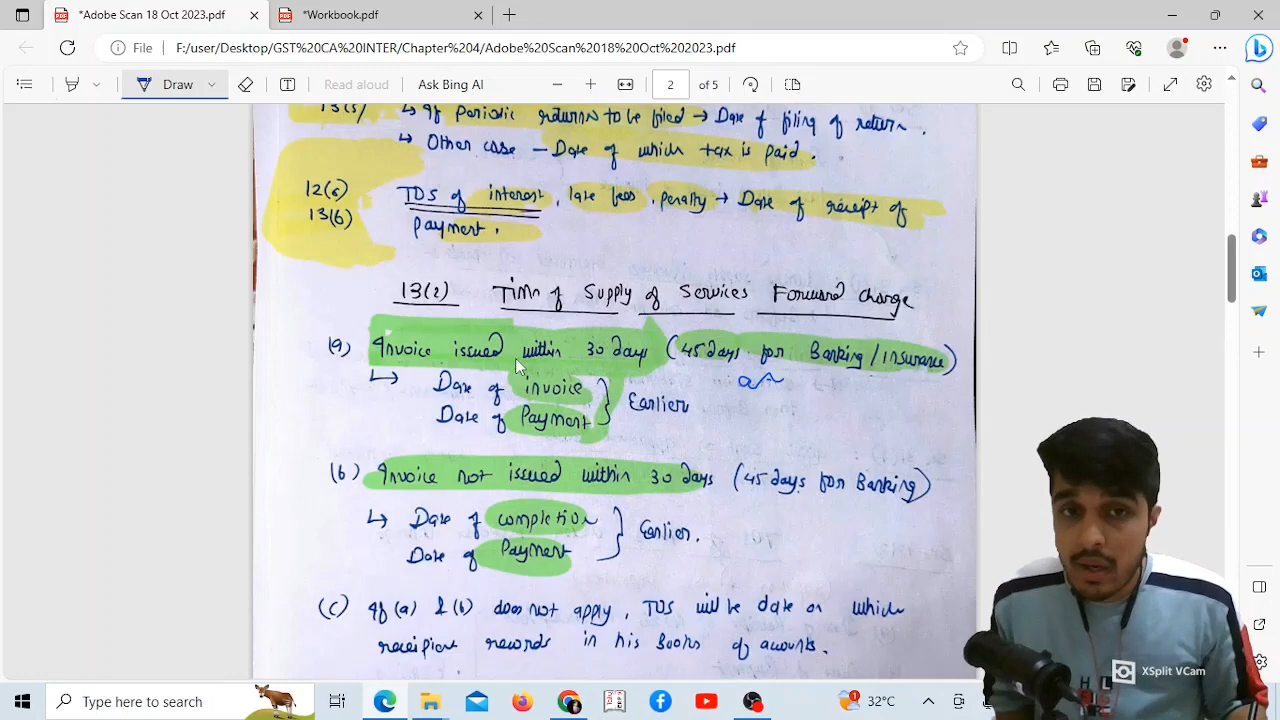 *Adobe Scan 18 Oct 2023.pdf
*Workbook.pdf
File F:/user/Desktop/GST%20CA%20INTER/Chapter%204/Adobe%20Scan%2018%20Oct%202023.pdf
Draw
Read aloud
Ask Bing AI
2 of 5
13(5) ↳ If Periodic returns to be filed → Date of filing of return.
↳ Other case – Date of which tax is paid.
12(6) TOS of interest, late fees, penalty → Date of receipt of
13(6) payment.
13(2) Time of Supply of Services Forward charge
(a) Invoice issued within 30 days (45 days for Banking/Insurance)
↳ Date of invoice
Date of Payment } Earlier
(b) Invoice not issued within 30 days (45 days for Banking)
↳ Date of completion
Date of Payment } Earlier.
(C) If (a) & (b) does not apply, TOS will be date on which
recipient records in his Books of accounts.
XSplit VCam
H L
Type here to search
32°C